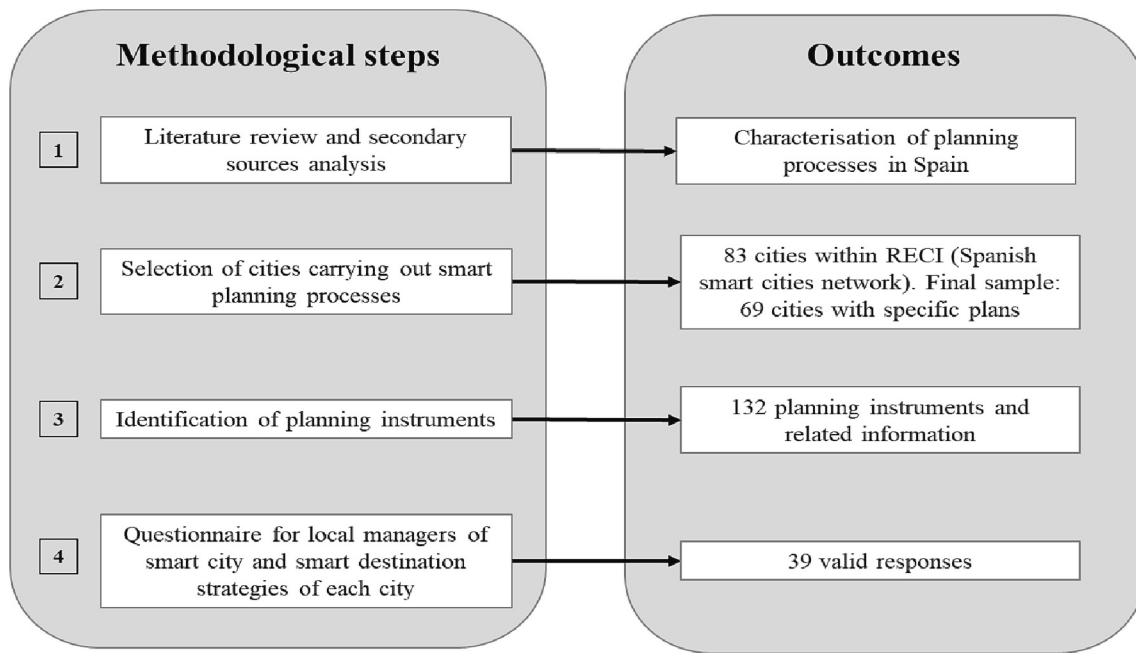 Methodological steps
Outcomes
1
Literature review and secondary
sources analysis
Characterisation of planning
processes in Spain
2
Selection of cities carrying out smart
planning processes
83 cities within RECI (Spanish
smart cities network). Final sample:
69 cities with specific plans
3
Identification of planning instruments
132 planning instruments and
related information
4
Questionnaire for local managers of
smart city and smart destination
strategies of each city
39 valid responses